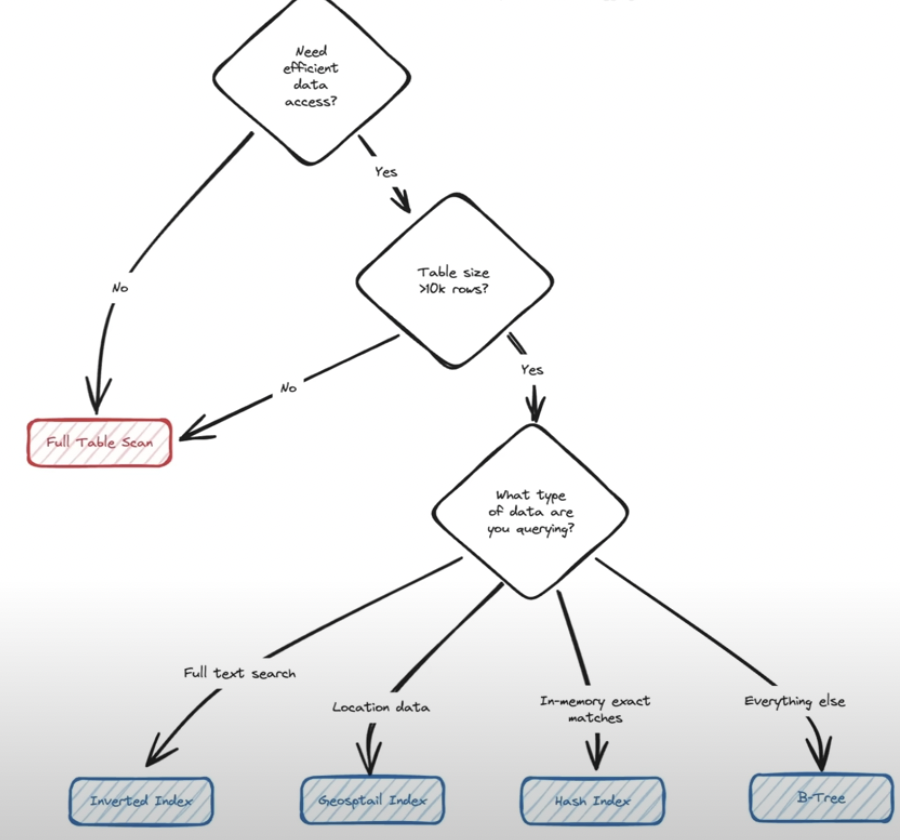 Need
efficient
data
access?
Yes
Table size
>10k rows?
No
No
Yes
Full Table Scan
What type
of data are
you querying?
Full text search
Location data
In-memory exact
matches
Everything else
Inverted Index
Geosptail Index
Hash Index
B-Tree